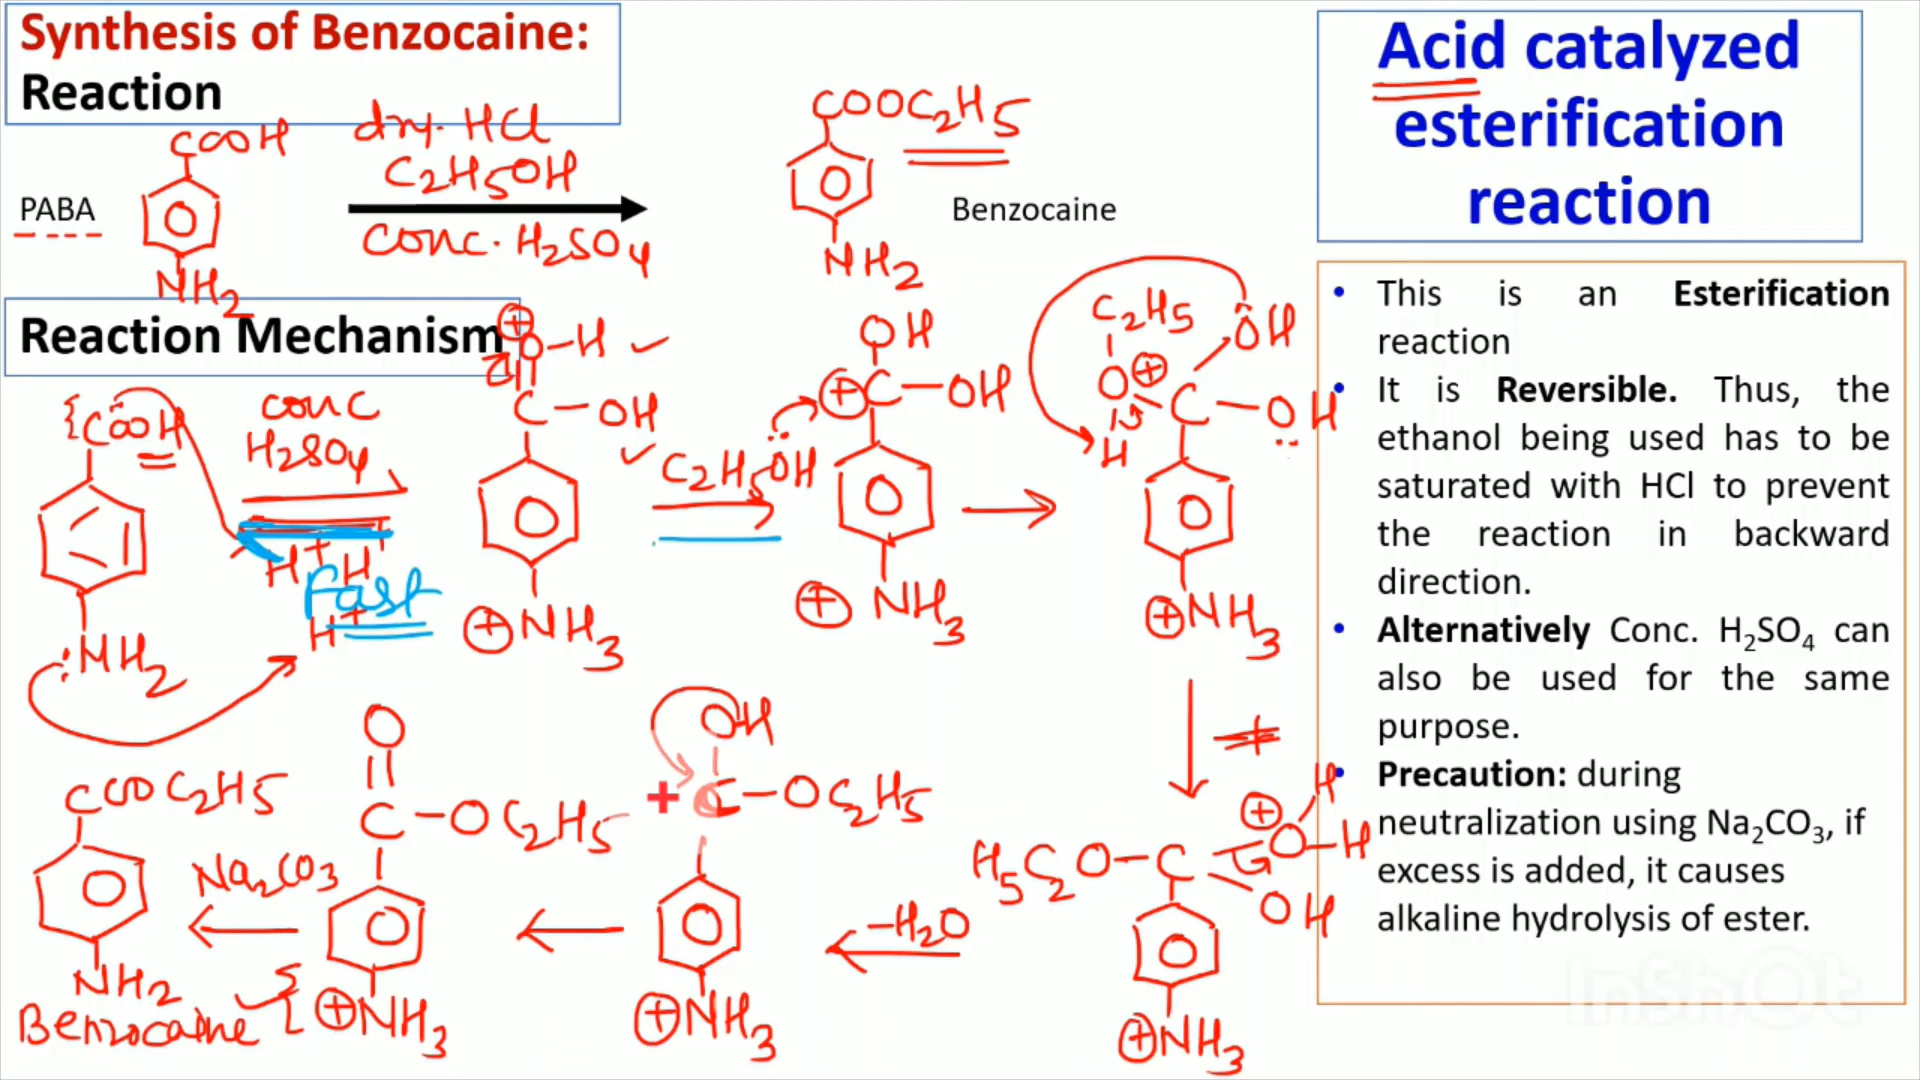 Synthesis of Benzocaine:
Reaction
PABA
COOH
NH2
dry. HCl
C2H5OH
Conc. H2SO4
COOC2H5
NH2
Benzocaine
Reaction Mechanism
COOH
:NH2
conc
H2SO4
H+ H+
Fast
H+
⊕
O-H
C-OH
⊕NH3
C2H5ÖH
OH
⊕C-OH
⊕NH3
C2H5
O⊕
H
ÖH
C-OH
⊕NH3
H5C2O-C
⊕
H
O-H
OH
⊕NH3
-H2O
OH
+ C-OC2H5
⊕NH3
O
C-OC2H5
⊕NH3
Na2CO3
COOC2H5
NH2
Benzocaine
Acid catalyzed
esterification
reaction
• This is an Esterification
reaction
• It is Reversible. Thus, the
ethanol being used has to be
saturated with HCl to prevent
the reaction in backward
direction.
• Alternatively Conc. H₂SO₄ can
also be used for the same
purpose.
• Precaution: during
neutralization using Na₂CO₃, if
excess is added, it causes
alkaline hydrolysis of ester.
InShOt